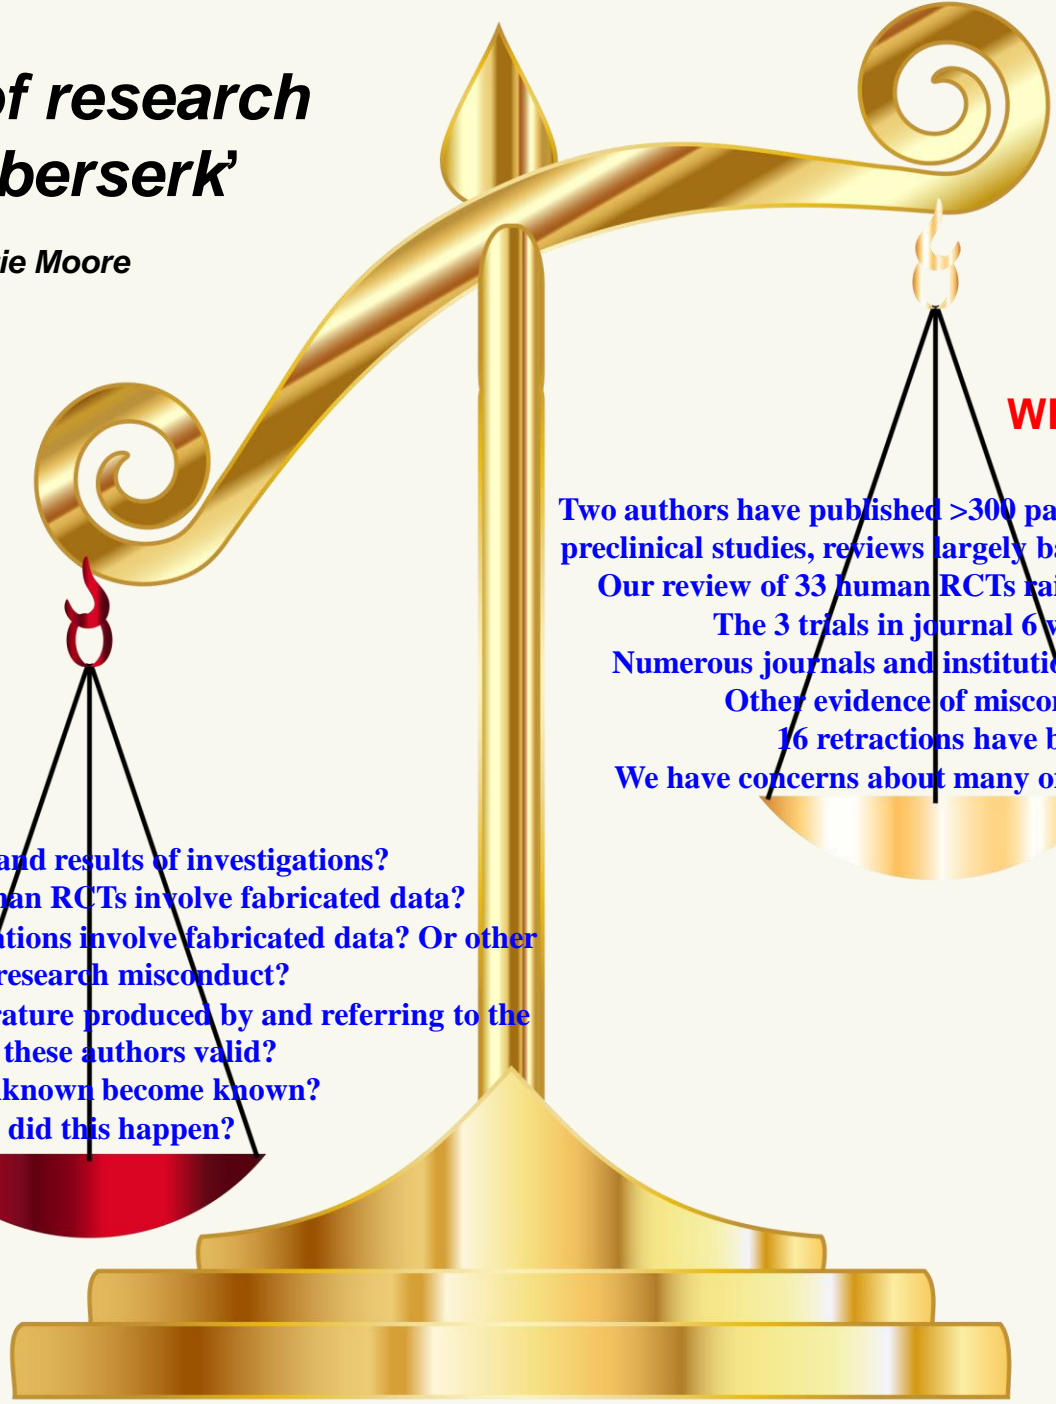 of research
berserk’
ie Moore
Two authors have published >300 pa
preclinical studies, reviews largely ba
Our review of 33 human RCTs rai
The 3 trials in journal 6 w
Numerous journals and institutio
Other evidence of miscon
16 retractions have b
We have concerns about many o
and results of investigations?
an RCTs involve fabricated data?
ations involve fabricated data? Or other
research misconduct?
rature produced by and referring to the
these authors valid?
known become known?
did this happen?